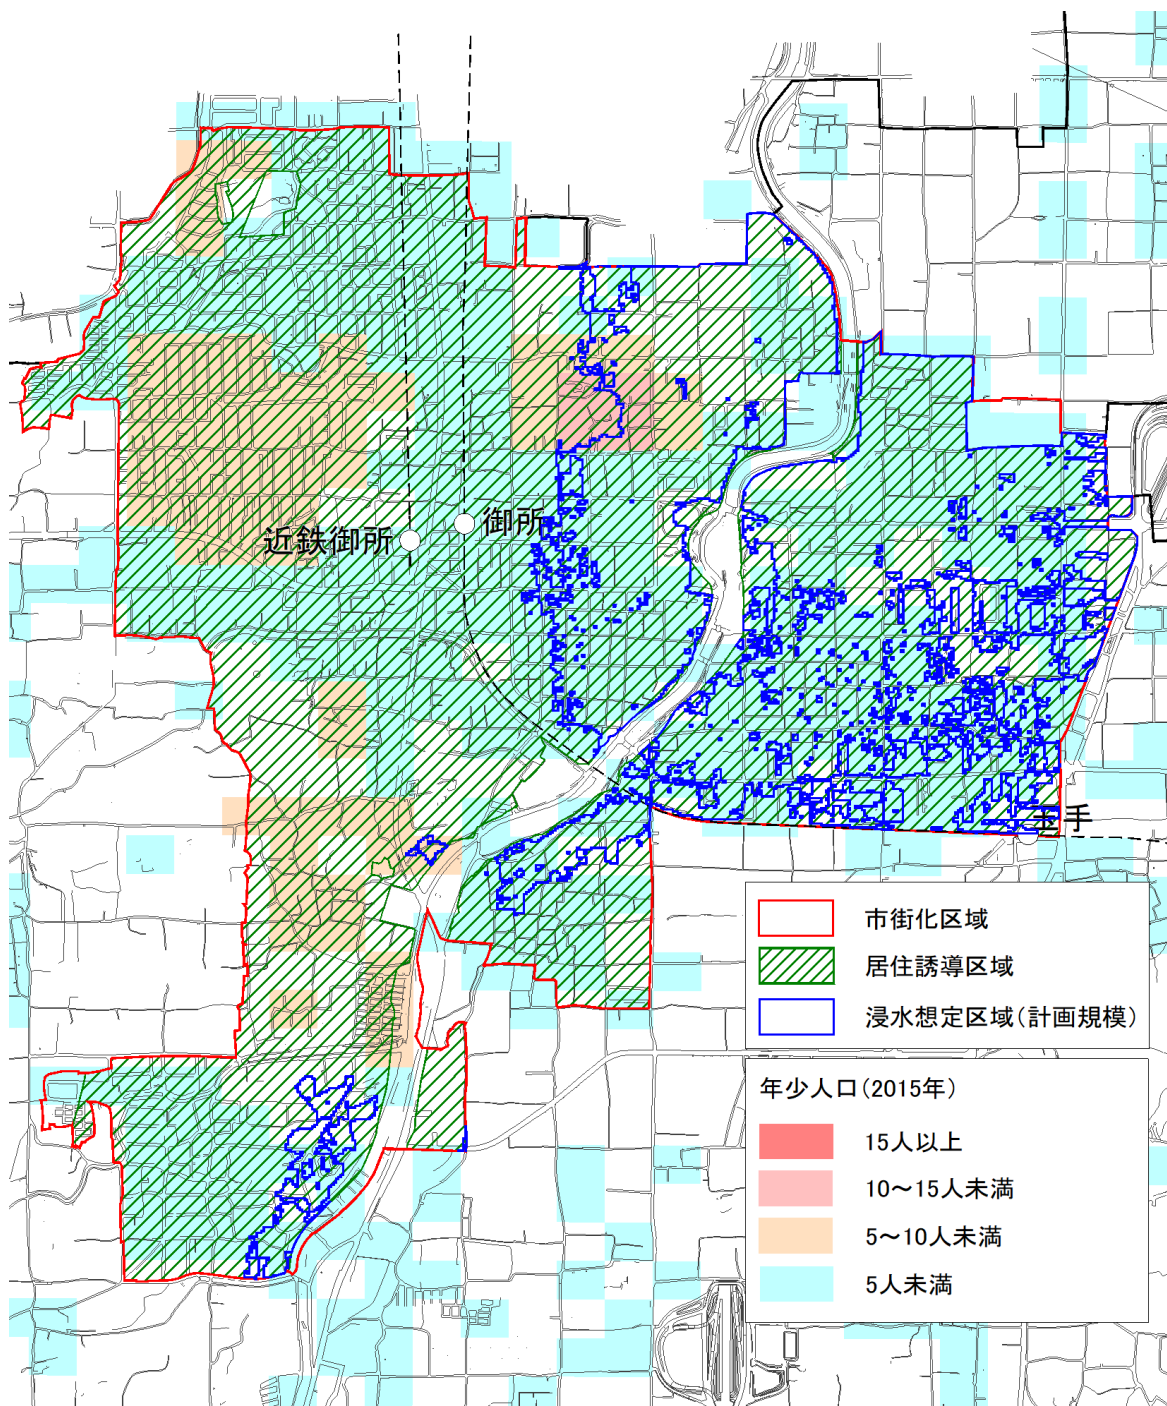 近鉄御所
御所
玉手
市街化区域
居住誘導区域
浸水想定区域(計画規模)
年少人口(2015年)
15人以上
10～15人未満
5～10人未満
5人未満